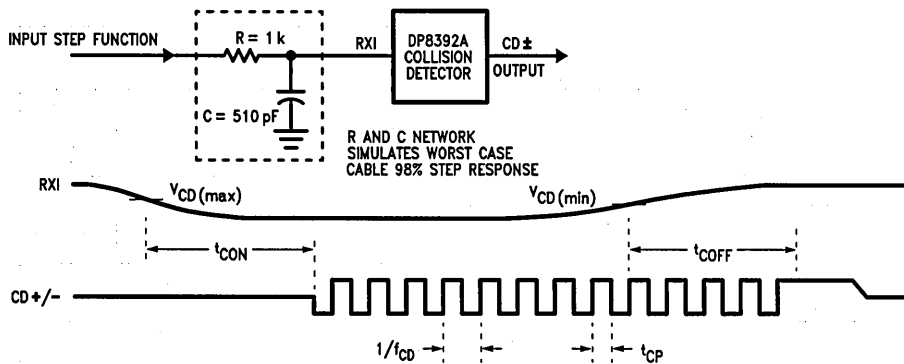 INPUT STEP FUNCTION
R = 1 k
C = 510 pF
RXI
DP8392A
COLLISION
DETECTOR
CD ±
OUTPUT
R AND C NETWORK
SIMULATES WORST CASE
CABLE 98% STEP RESPONSE
RXI
VCD(max)
VCD(min)
tCON
tCOFF
CD +/-
1/fCD
tCP